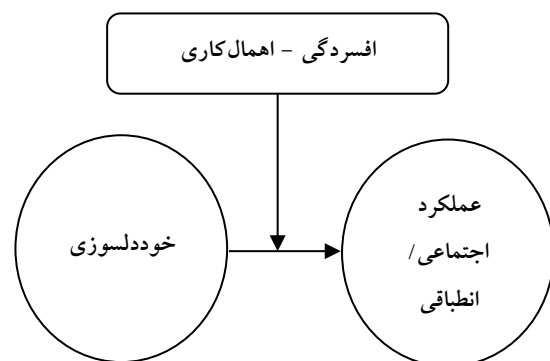 افسردگی – اهمال‌کاری
خوددلسوزی
عملکرد
اجتماعی/
انطباقی